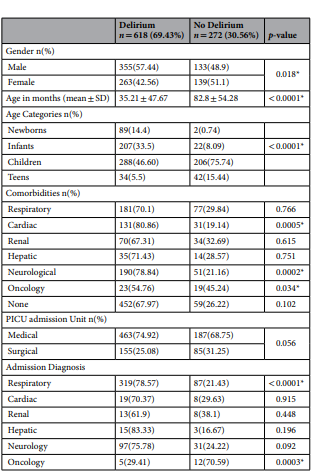 Delirium No Delirium
n = 618 (69.43%) n = 272 (30.56%) p-value
Gender n(%)
Male 355(57.44) 133(48.9) 0.018*
Female 263(42.56) 139(51.1)
Age in months (mean ± SD) 35.21 ± 47.67 82.8 ± 54.28 < 0.0001*
Age Categories n(%)
Newborns 89(14.4) 2(0.74)
Infants 207(33.5) 22(8.09) < 0.0001*
Children 288(46.60) 206(75.74)
Teens 34(5.5) 42(15.44)
Comorbidities n(%)
Respiratory 181(70.1) 77(29.84) 0.766
Cardiac 131(80.86) 31(19.14) 0.0005*
Renal 70(67.31) 34(32.69) 0.615
Hepatic 35(71.43) 14(28.57) 0.751
Neurological 190(78.84) 51(21.16) 0.0002*
Oncology 23(54.76) 19(45.24) 0.034*
None 452(67.97) 59(26.22) 0.102
PICU admission Unit n(%)
Medical 463(74.92) 187(68.75) 0.056
Surgical 155(25.08) 85(31.25)
Admission Diagnosis
Respiratory 319(78.57) 87(21.43) < 0.0001*
Cardiac 19(70.37) 8(29.63) 0.915
Renal 13(61.9) 8(38.1) 0.448
Hepatic 15(83.33) 3(16.67) 0.196
Neurology 97(75.78) 31(24.22) 0.092
Oncology 5(29.41) 12(70.59) 0.0003*